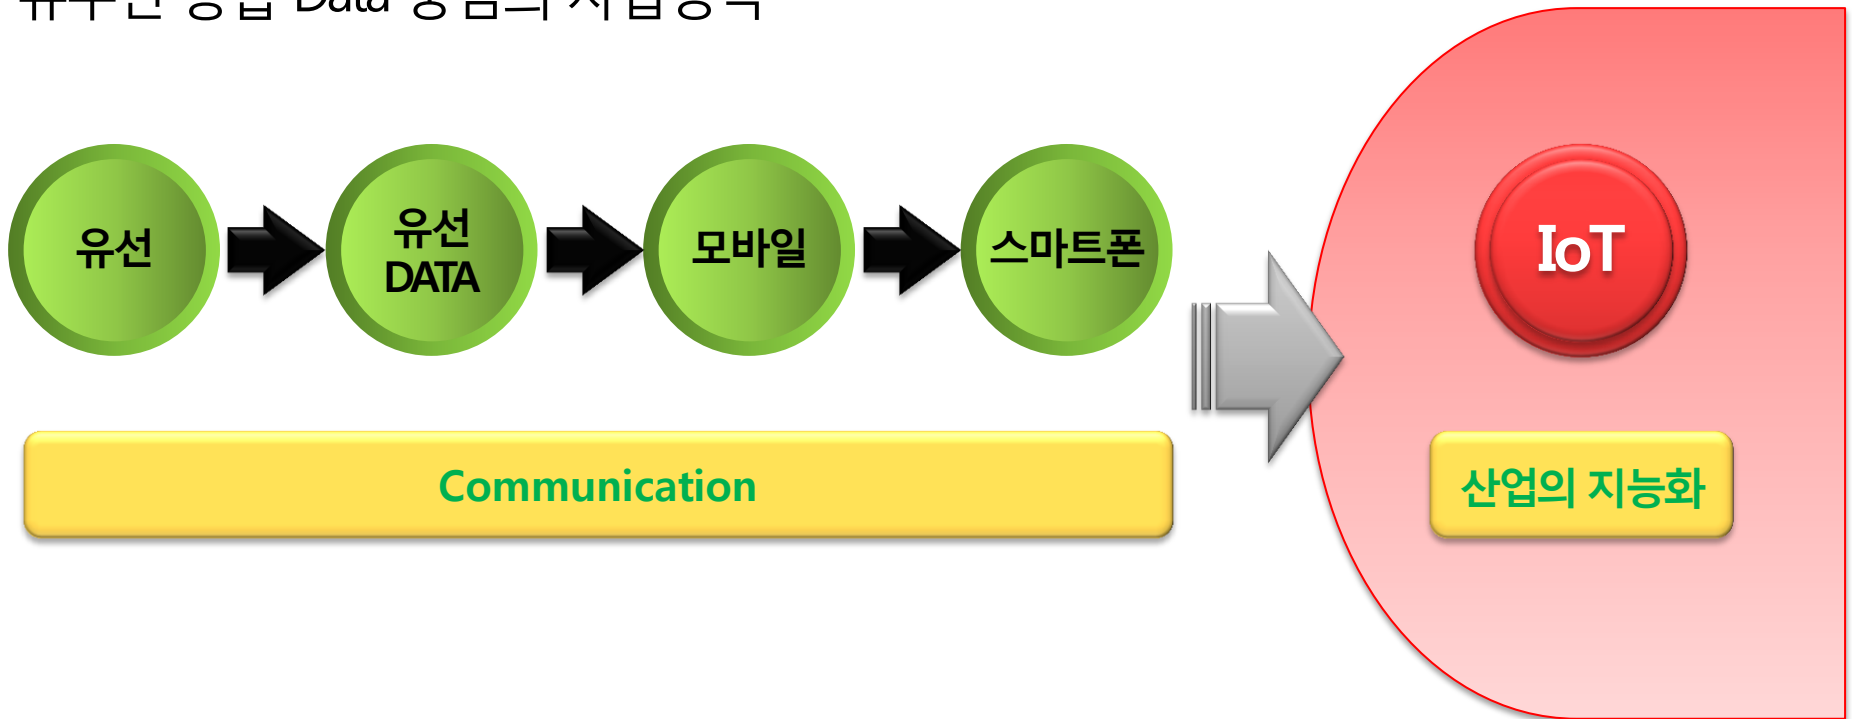 Data
유선
유선
DATA
모바일
스마트폰
IoT
Communication
산업의 지능화